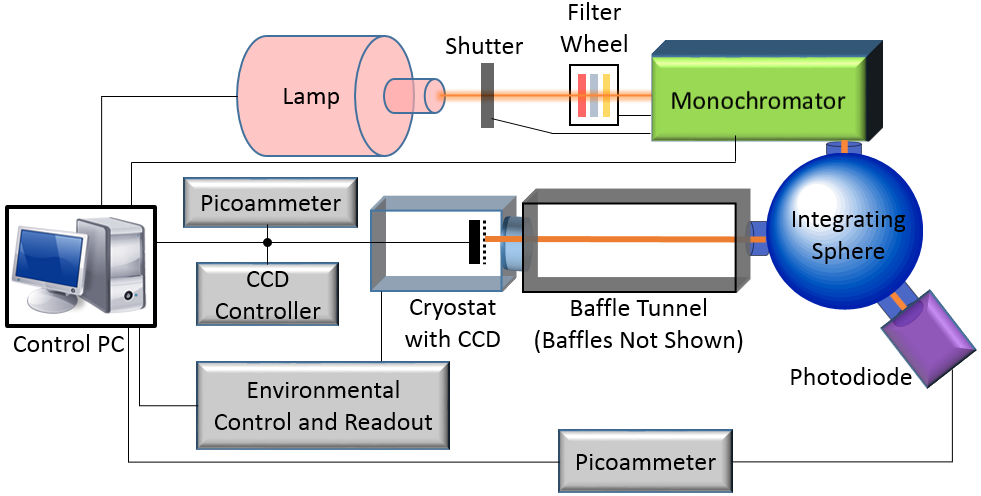 Filter
Wheel
Shutter
Lamp
Monochromator
Picoammeter
Integrating
Sphere
CCD
Controller
Cryostat
with CCD
Baffle Tunnel
(Baffles Not Shown)
Control PC
Photodiode
Environmental
Control and Readout
Picoammeter